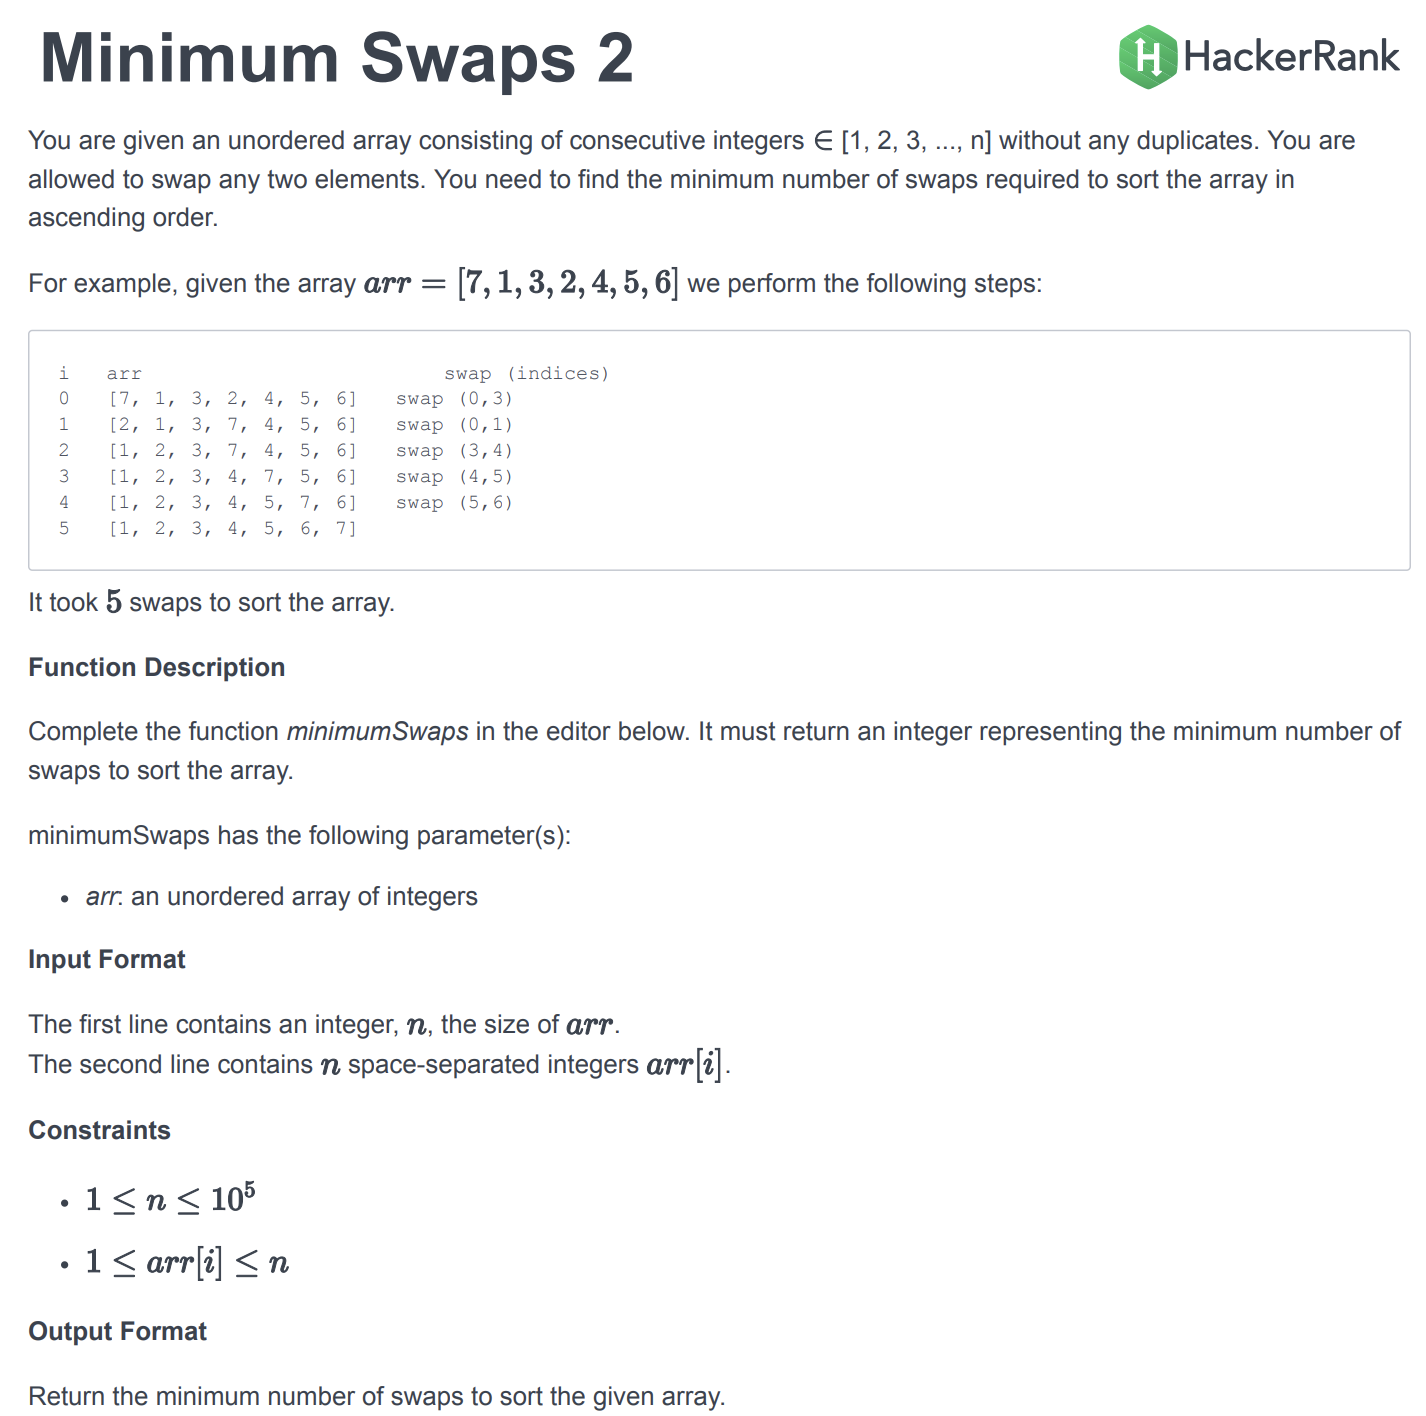 Minimum Swaps 2
HackerRank
You are given an unordered array consisting of consecutive integers ∈ [1, 2, 3, ..., n] without any duplicates. You are
allowed to swap any two elements. You need to find the minimum number of swaps required to sort the array in
ascending order.
For example, given the array arr = [7, 1, 3, 2, 4, 5, 6] we perform the following steps:
i arr swap (indices)
0 [7, 1, 3, 2, 4, 5, 6] swap (0,3)
1 [2, 1, 3, 7, 4, 5, 6] swap (0,1)
2 [1, 2, 3, 7, 4, 5, 6] swap (3,4)
3 [1, 2, 3, 4, 7, 5, 6] swap (4,5)
4 [1, 2, 3, 4, 5, 7, 6] swap (5,6)
5 [1, 2, 3, 4, 5, 6, 7]
It took 5 swaps to sort the array.
Function Description
Complete the function minimumSwaps in the editor below. It must return an integer representing the minimum number of
swaps to sort the array.
minimumSwaps has the following parameter(s):
• arr: an unordered array of integers
Input Format
The first line contains an integer, n, the size of arr.
The second line contains n space-separated integers arr[i].
Constraints
• 1 ≤ n ≤ 10⁵
• 1 ≤ arr[i] ≤ n
Output Format
Return the minimum number of swaps to sort the given array.